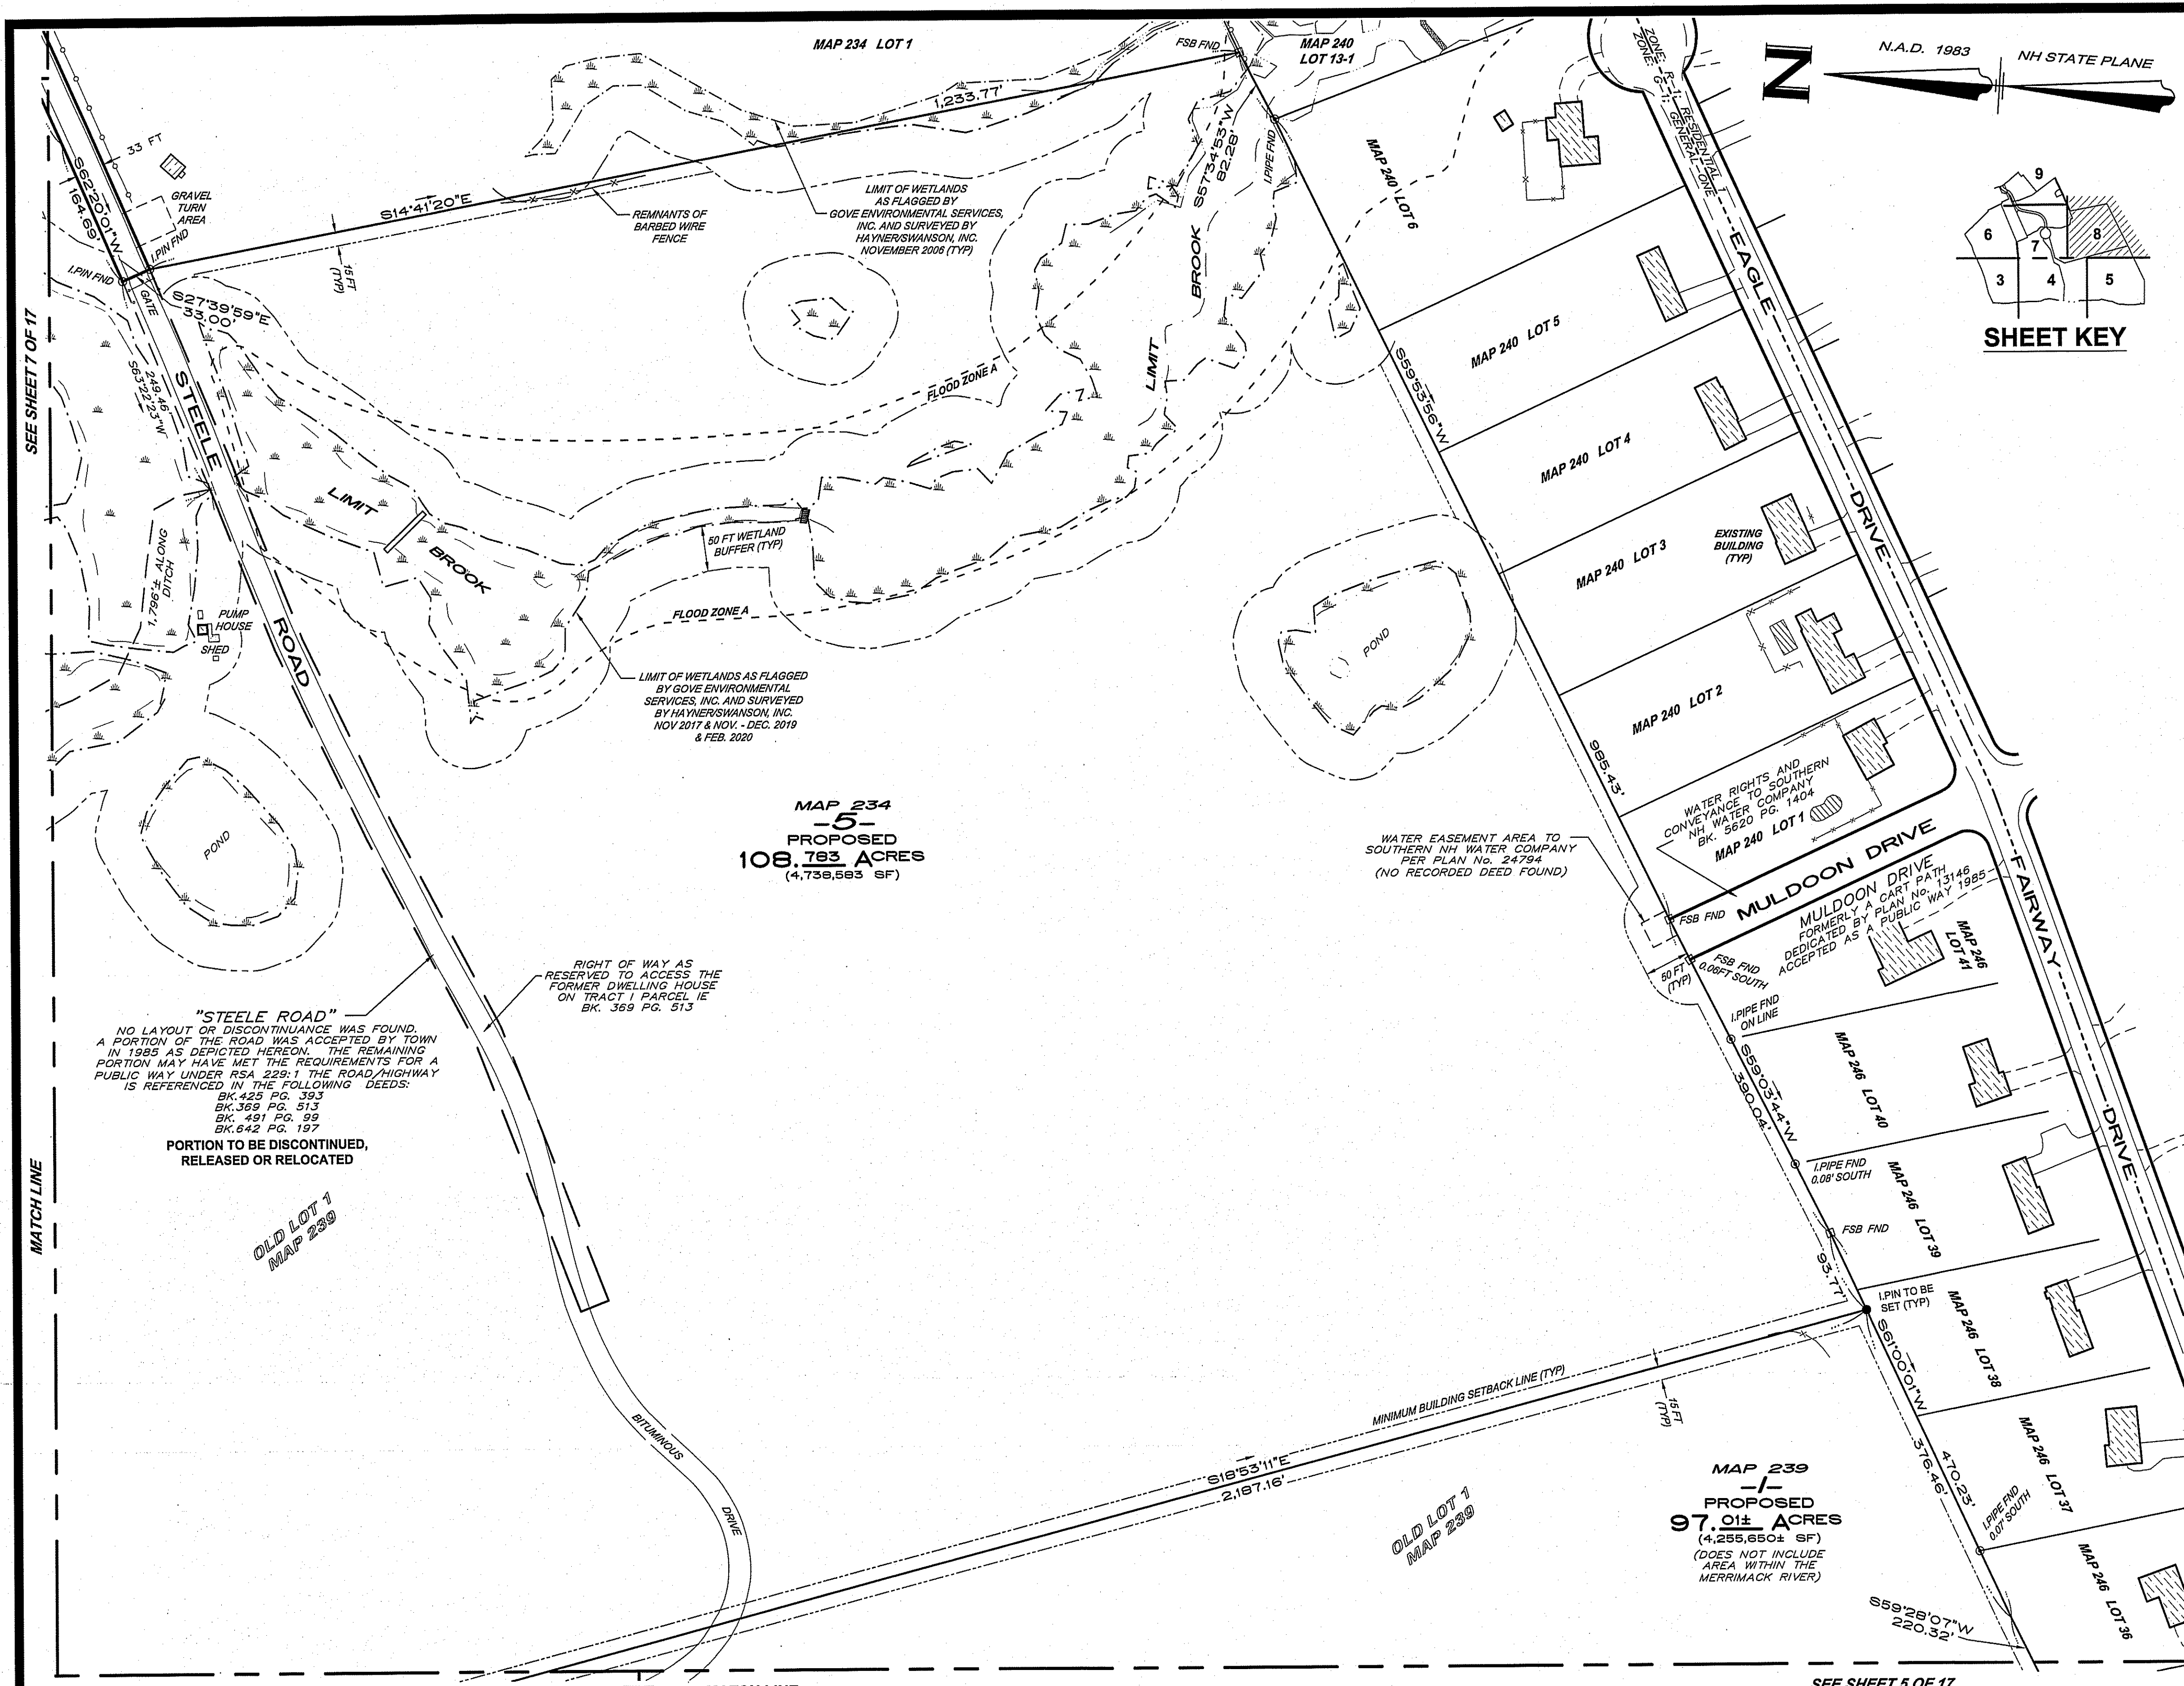 MAP 234 LOT 1
FSB FND
MAP 240
LOT 13-1
ZONE: R-1; RESIDENTIAL 1
ZONE: G-1; GENERAL-ONE
N
N.A.D. 1983
NH STATE PLANE
9
6
7
8
3
4
5
SHEET KEY
1,233.77'
S14°41'20"E
33 FT
S62°20'01"W
164.69'
GRAVEL
TURN
AREA
I.PIN FND
I.PIN FND
GATE
S27°39'59"E
33.00'
15 FT
(TYP)
REMNANTS OF
BARBED WIRE
FENCE
LIMIT OF WETLANDS
AS FLAGGED BY
GOVE ENVIRONMENTAL SERVICES,
INC. AND SURVEYED BY
HAYNER/SWANSON, INC.
NOVEMBER 2006 (TYP)
S57°34'53"W
82.28'
I.PIPE FND
BROOK
LIMIT
FLOOD ZONE A
MAP 240 LOT 6
EAGLE
DRIVE
MAP 240 LOT 5
S59°53'56"W
MAP 240 LOT 4
SEE SHEET 7 OF 17
249.46'
S63°22'23"W
STEELE
ROAD
LIMIT
BROOK
50 FT WETLAND
BUFFER (TYP)
FLOOD ZONE A
1,796'± ALONG
DITCH
PUMP
HOUSE
SHED
POND
MAP 240 LOT 3
EXISTING
BUILDING
(TYP)
POND
MAP 240 LOT 2
985.43'
LIMIT OF WETLANDS AS FLAGGED
BY GOVE ENVIRONMENTAL
SERVICES, INC. AND SURVEYED
BY HAYNER/SWANSON, INC.
NOV 2017 & NOV. - DEC. 2019
& FEB. 2020
MAP 234
-5-
PROPOSED
108.783 ACRES
(4,738,583 SF)
WATER RIGHTS AND
CONVEYANCE TO SOUTHERN
NH WATER COMPANY
BK. 5620 PG. 1404
MAP 240 LOT 1
WATER EASEMENT AREA TO
SOUTHERN NH WATER COMPANY
PER PLAN No. 24794
(NO RECORDED DEED FOUND)
FSB FND
MULDOON DRIVE
MULDOON DRIVE
FORMERLY A CART PATH
DEDICATED BY PLAN No. 13146
ACCEPTED AS A PUBLIC WAY 1985
FAIRWAY
DRIVE
MAP 246
LOT 41
50 FT
(TYP)
FSB FND
0.06FT SOUTH
I.PIPE FND
ON LINE
RIGHT OF WAY AS
RESERVED TO ACCESS THE
FORMER DWELLING HOUSE
ON TRACT I PARCEL IE
BK. 369 PG. 513
"STEELE ROAD"
NO LAYOUT OR DISCONTINUANCE WAS FOUND.
A PORTION OF THE ROAD WAS ACCEPTED BY TOWN
IN 1985 AS DEPICTED HEREON. THE REMAINING
PORTION MAY HAVE MET THE REQUIREMENTS FOR A
PUBLIC WAY UNDER RSA 229:1 THE ROAD/HIGHWAY
IS REFERENCED IN THE FOLLOWING DEEDS:
BK.425 PG. 393
BK.369 PG. 513
BK. 491 PG. 99
BK.642 PG. 197
PORTION TO BE DISCONTINUED,
RELEASED OR RELOCATED
S59°03'44"W
390.04'
MAP 246 LOT 40
I.PIPE FND
0.08' SOUTH
MAP 246 LOT 39
FSB FND
93.77'
MATCH LINE
OLD LOT 1
MAP 239
I.PIN TO BE
SET (TYP)
MAP 246 LOT 38
S61°00'01"W
376.46'
470.23'
MINIMUM BUILDING SETBACK LINE (TYP)
15 FT
(TYP)
BITUMINOUS
DRIVE
S18°53'11"E
2,187.16'
OLD LOT 1
MAP 239
MAP 239
-1-
PROPOSED
97.01± ACRES
(4,255,650± SF)
(DOES NOT INCLUDE
AREA WITHIN THE
MERRIMACK RIVER)
MAP 246 LOT 37
I.PIPE FND
0.07' SOUTH
MAP 246 LOT 36
S59°28'07"W
220.32'
MATCH LINE
SEE SHEET 5 OF 17